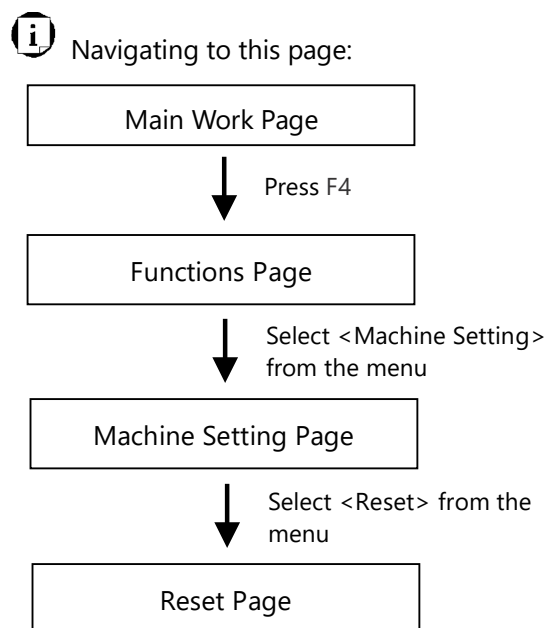 i
Navigating to this page:
Main Work Page
Press F4
Functions Page
Select <Machine Setting>
from the menu
Machine Setting Page
Select <Reset> from the
menu
Reset Page